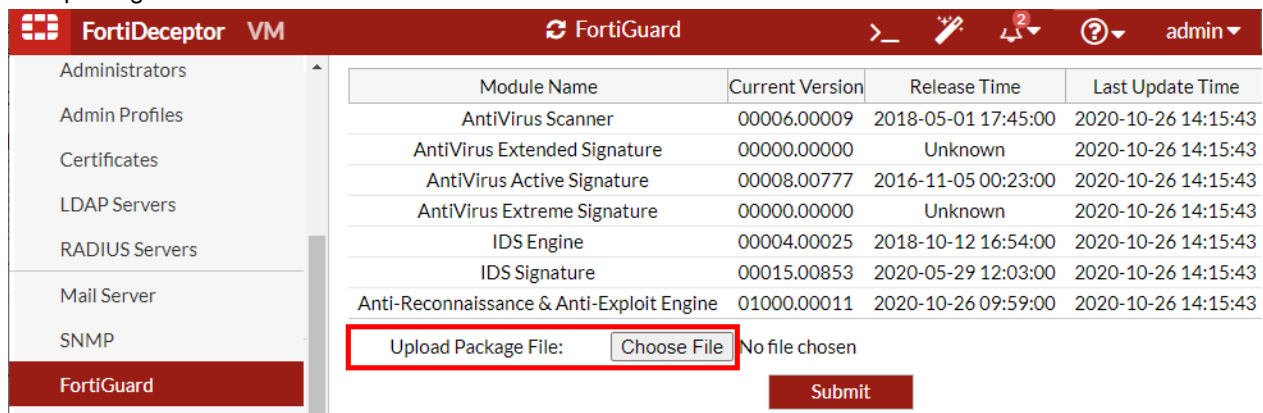 FortiDeceptor VM FortiGuard >_ 2 admin
Administrators
Admin Profiles
Certificates
LDAP Servers
RADIUS Servers
Mail Server
SNMP
FortiGuard
Module Name Current Version Release Time Last Update Time
AntiVirus Scanner 00006.00009 2018-05-01 17:45:00 2020-10-26 14:15:43
AntiVirus Extended Signature 00000.00000 Unknown 2020-10-26 14:15:43
AntiVirus Active Signature 00008.00777 2016-11-05 00:23:00 2020-10-26 14:15:43
AntiVirus Extreme Signature 00000.00000 Unknown 2020-10-26 14:15:43
IDS Engine 00004.00025 2018-10-12 16:54:00 2020-10-26 14:15:43
IDS Signature 00015.00853 2020-05-29 12:03:00 2020-10-26 14:15:43
Anti-Reconnaissance & Anti-Exploit Engine 01000.00011 2020-10-26 09:59:00 2020-10-26 14:15:43
Upload Package File: Choose File No file chosen
Submit